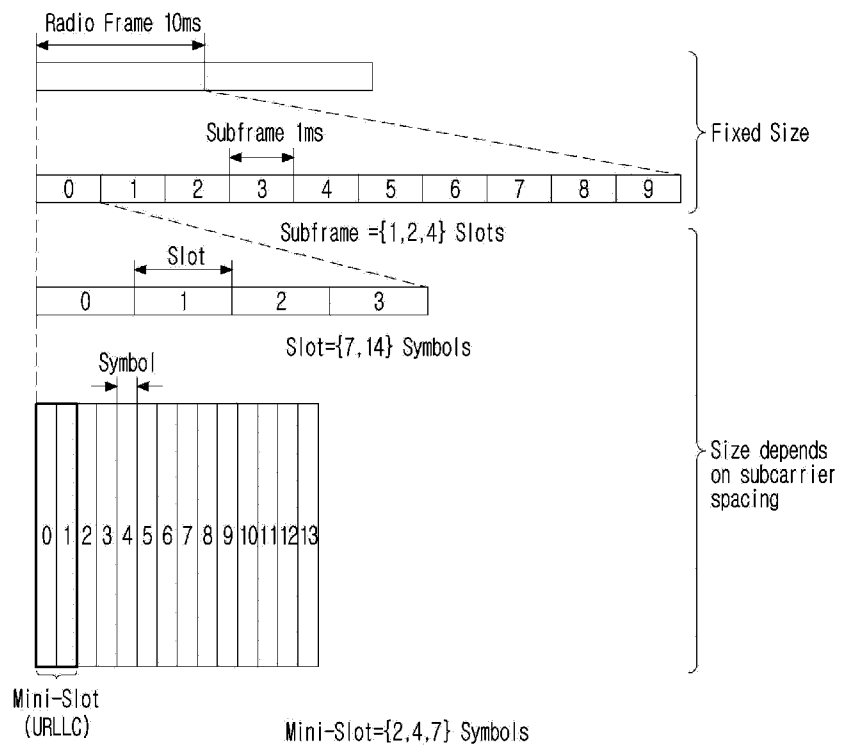 Radio Frame 10ms
Fixed Size
Subframe 1ms
0 1 2 3 4 5 6 7 8 9
Subframe ={1,2,4} Slots
Slot
0 1 2 3
Slot={7,14} Symbols
Symbol
Size depends
on subcarrier
spacing
0 1 2 3 4 5 6 7 8 9 10 11 12 13
Mini-Slot
(URLLC)
Mini-Slot={2,4,7} Symbols